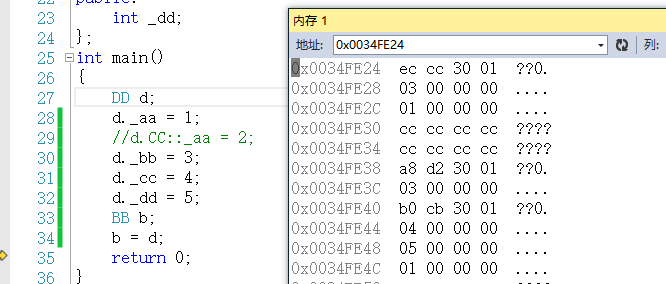 22 public:
23 int _dd;
24 };
25 int main()
26 {
27 DD d;
28 d._aa = 1;
29 //d.CC::_aa = 2;
30 d._bb = 3;
31 d._cc = 4;
32 d._dd = 5;
33 BB b;
34 b = d;
35 return 0;
36 }
内存 1
地址: 0x0034FE24 列:
0x0034FE24 ec cc 30 01 ??0.
0x0034FE28 03 00 00 00 ....
0x0034FE2C 01 00 00 00 ....
0x0034FE30 cc cc cc cc ????
0x0034FE34 cc cc cc cc ????
0x0034FE38 a8 d2 30 01 ??0.
0x0034FE3C 03 00 00 00 ....
0x0034FE40 b0 cb 30 01 ??0.
0x0034FE44 04 00 00 00 ....
0x0034FE48 05 00 00 00 ....
0x0034FE4C 01 00 00 00 ....